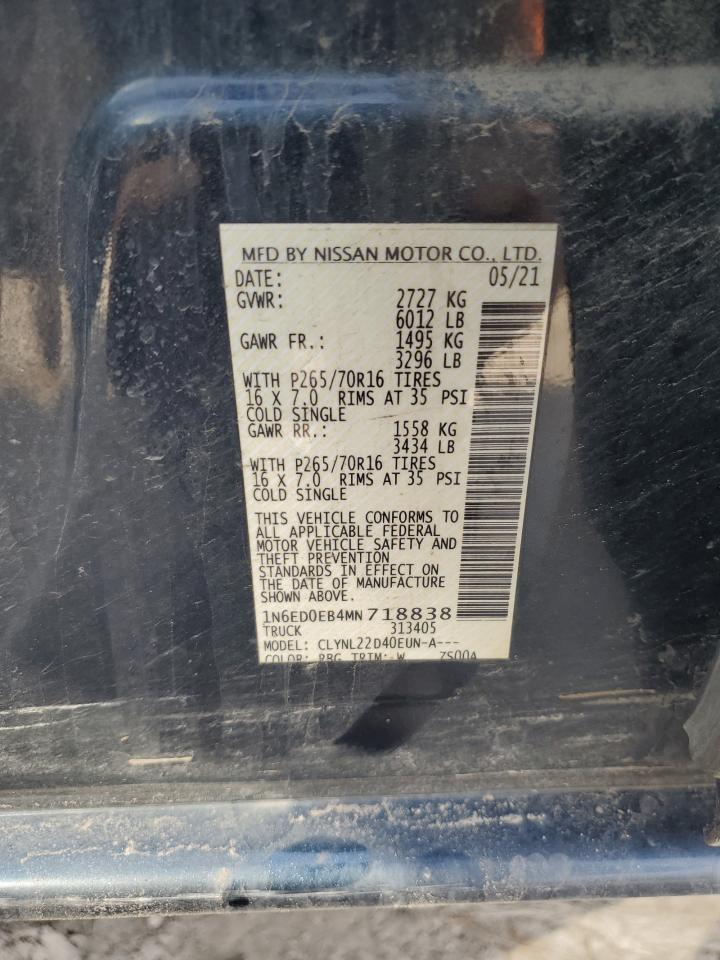 MFD BY NISSAN MOTOR CO., LTD.
DATE: 05/21
GVWR: 2727 KG
6012 LB
GAWR FR.: 1495 KG
3296 LB
WITH P265/70R16 TIRES
16 X 7.0 RIMS AT 35 PSI
COLD SINGLE
GAWR RR.: 1558 KG
3434 LB
WITH P265/70R16 TIRES
16 X 7.0 RIMS AT 35 PSI
COLD SINGLE
THIS VEHICLE CONFORMS TO
ALL APPLICABLE FEDERAL
MOTOR VEHICLE SAFETY AND
THEFT PREVENTION
STANDARDS IN EFFECT ON
THE DATE OF MANUFACTURE
SHOWN ABOVE.
1N6ED0EB4MN718838
TRUCK 313405
MODEL: CLYNL22D40EUN-A---
COLOR: RBG TRIM: W ZS00A